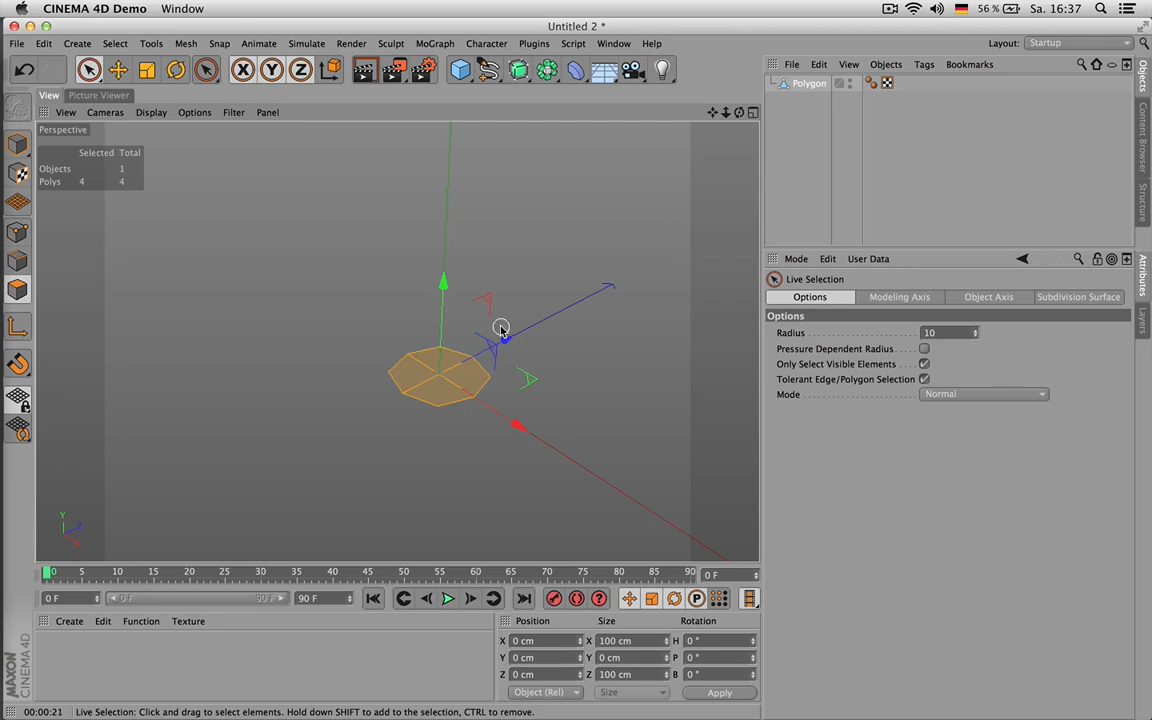 CINEMA 4D Demo Window 56 % Sa. 16:37
Untitled 2 *
File Edit Create Select Tools Mesh Snap Animate Simulate Render Sculpt MoGraph Character Plugins Script Window Help Layout: Startup
X Y Z
View Picture Viewer
View Cameras Display Options Filter Panel
Perspective
Selected Total
Objects 1
Polys 4 4
Y
Z
X
File Edit View Objects Tags Bookmarks
Polygon
Objects
Content Browser
Structure
Mode Edit User Data
Live Selection
Options Modeling Axis Object Axis Subdivision Surface
Options
Radius 10
Pressure Dependent Radius
Only Select Visible Elements
Tolerant Edge/Polygon Selection
Mode Normal
Attributes
Layers
0 5 10 15 20 25 30 35 40 45 50 55 60 65 70 75 80 85 90 0 F
0 F 0 F 90 F 90 F P
Create Edit Function Texture
Position Size Rotation
X 0 cm X 100 cm H 0 °
Y 0 cm Y 0 cm P 0 °
Z 0 cm Z 100 cm B 0 °
Object (Rel) Size Apply
MAXON
CINEMA 4D
00:00:21 Live Selection: Click and drag to select elements. Hold down SHIFT to add to the selection, CTRL to remove.